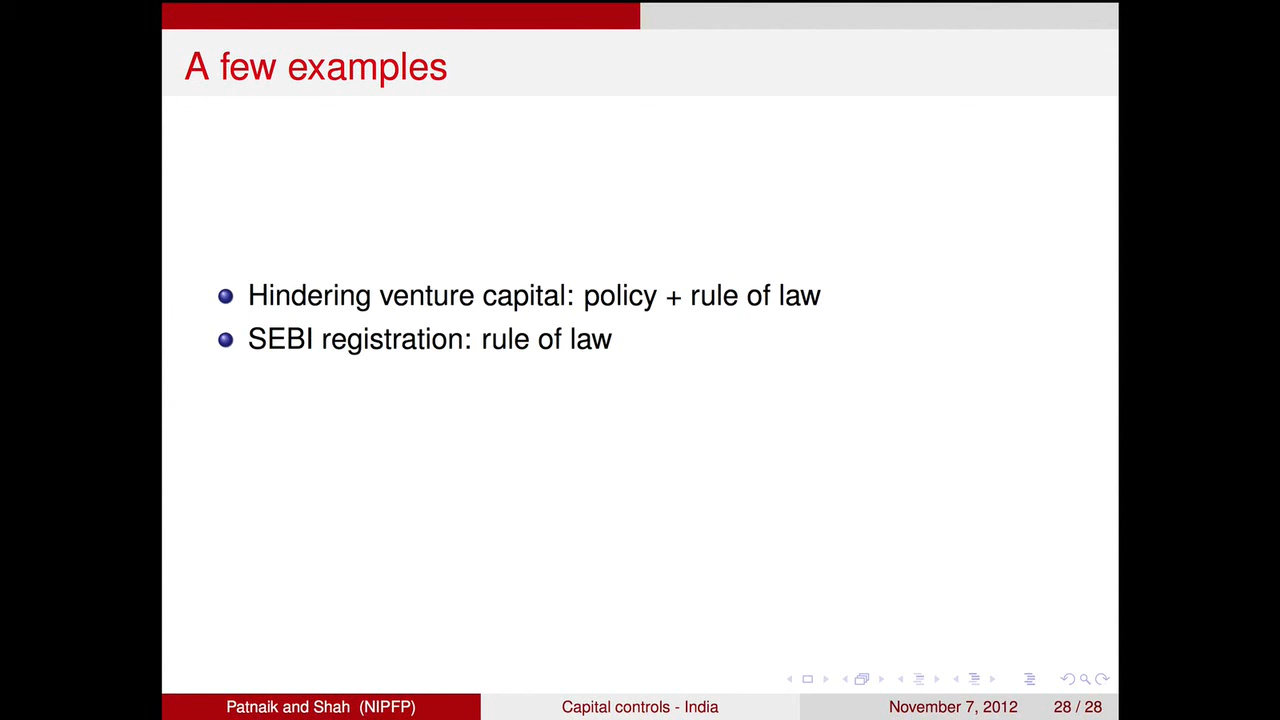 A few examples
Hindering venture capital: policy + rule of law
SEBI registration: rule of law
Patnaik and Shah (NIPFP)
Capital controls - India
November 7, 2012
28 / 28